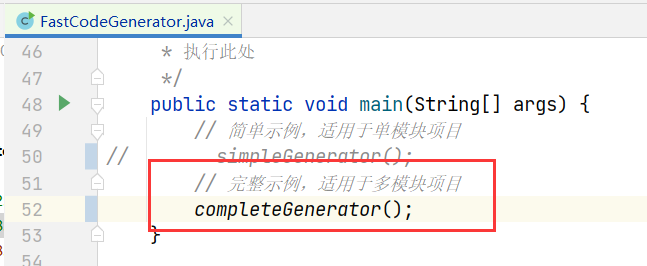 FastCodeGenerator.java ×
46 * 执行此处
47 */
48 public static void main(String[] args) {
49 // 简单示例，适用于单模块项目
50 // simpleGenerator();
51 // 完整示例，适用于多模块项目
52 completeGenerator();
53 }